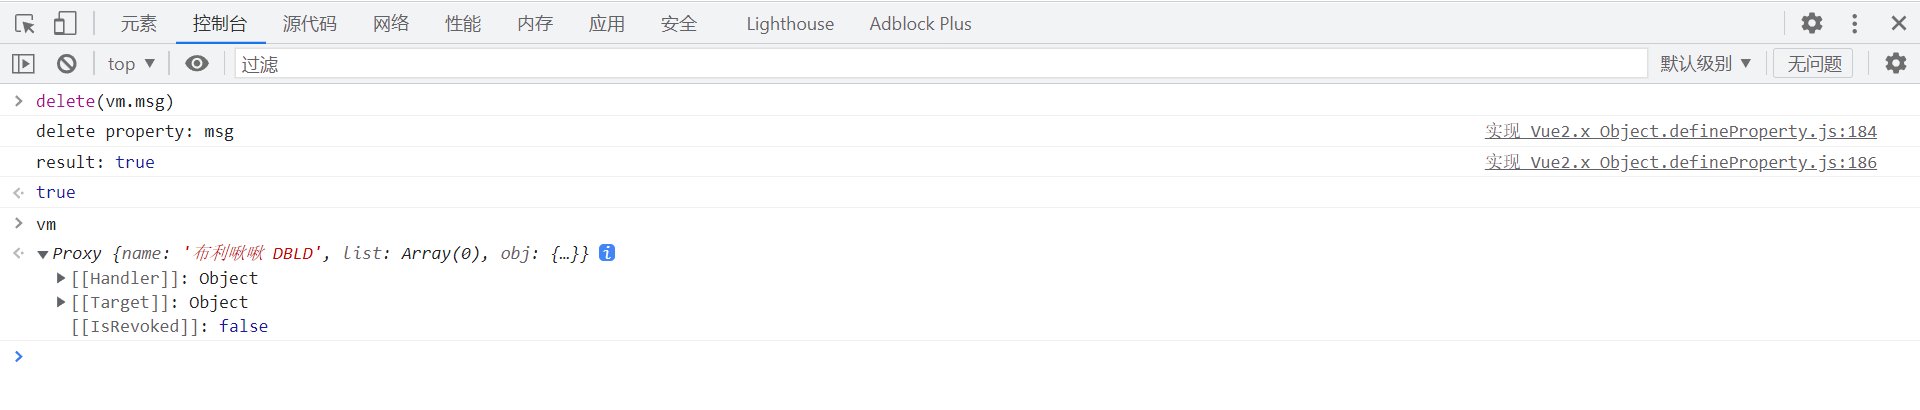 元素 控制台 源代码 网络 性能 内存 应用 安全 Lighthouse Adblock Plus
top ▼ 过滤 默认级别 ▼ 无问题
delete(vm.msg)
delete property: msg 实现 Vue2.x Object.defineProperty.js:184
result: true 实现 Vue2.x Object.defineProperty.js:186
true
vm
Proxy {name: '布利啾啾 DBLD', list: Array(0), obj: {…}} i
[[Handler]]: Object
[[Target]]: Object
[[IsRevoked]]: false